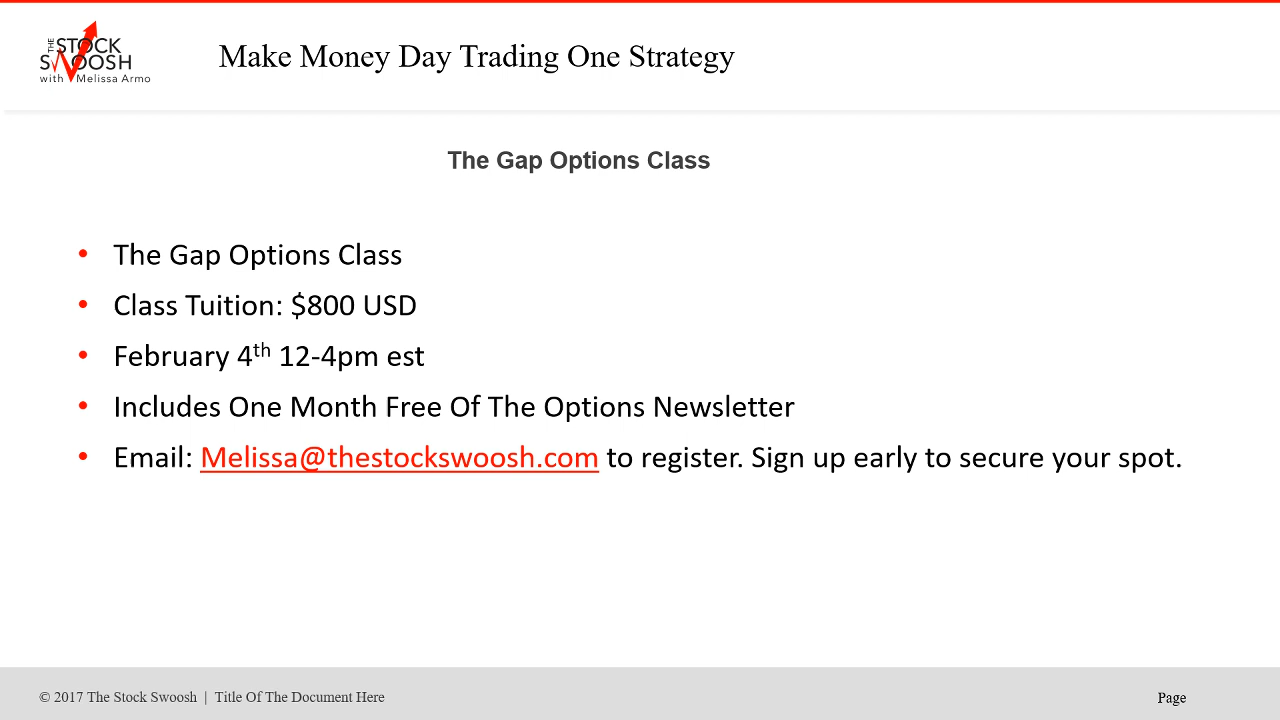 THE STOCK
SWOOSH
with Melissa Armo
Make Money Day Trading One Strategy
The Gap Options Class
• The Gap Options Class
• Class Tuition: $800 USD
• February 4th 12-4pm est
• Includes One Month Free Of The Options Newsletter
• Email: Melissa@thestockswoosh.com to register. Sign up early to secure your spot.
© 2017 The Stock Swoosh | Title Of The Document Here
Page